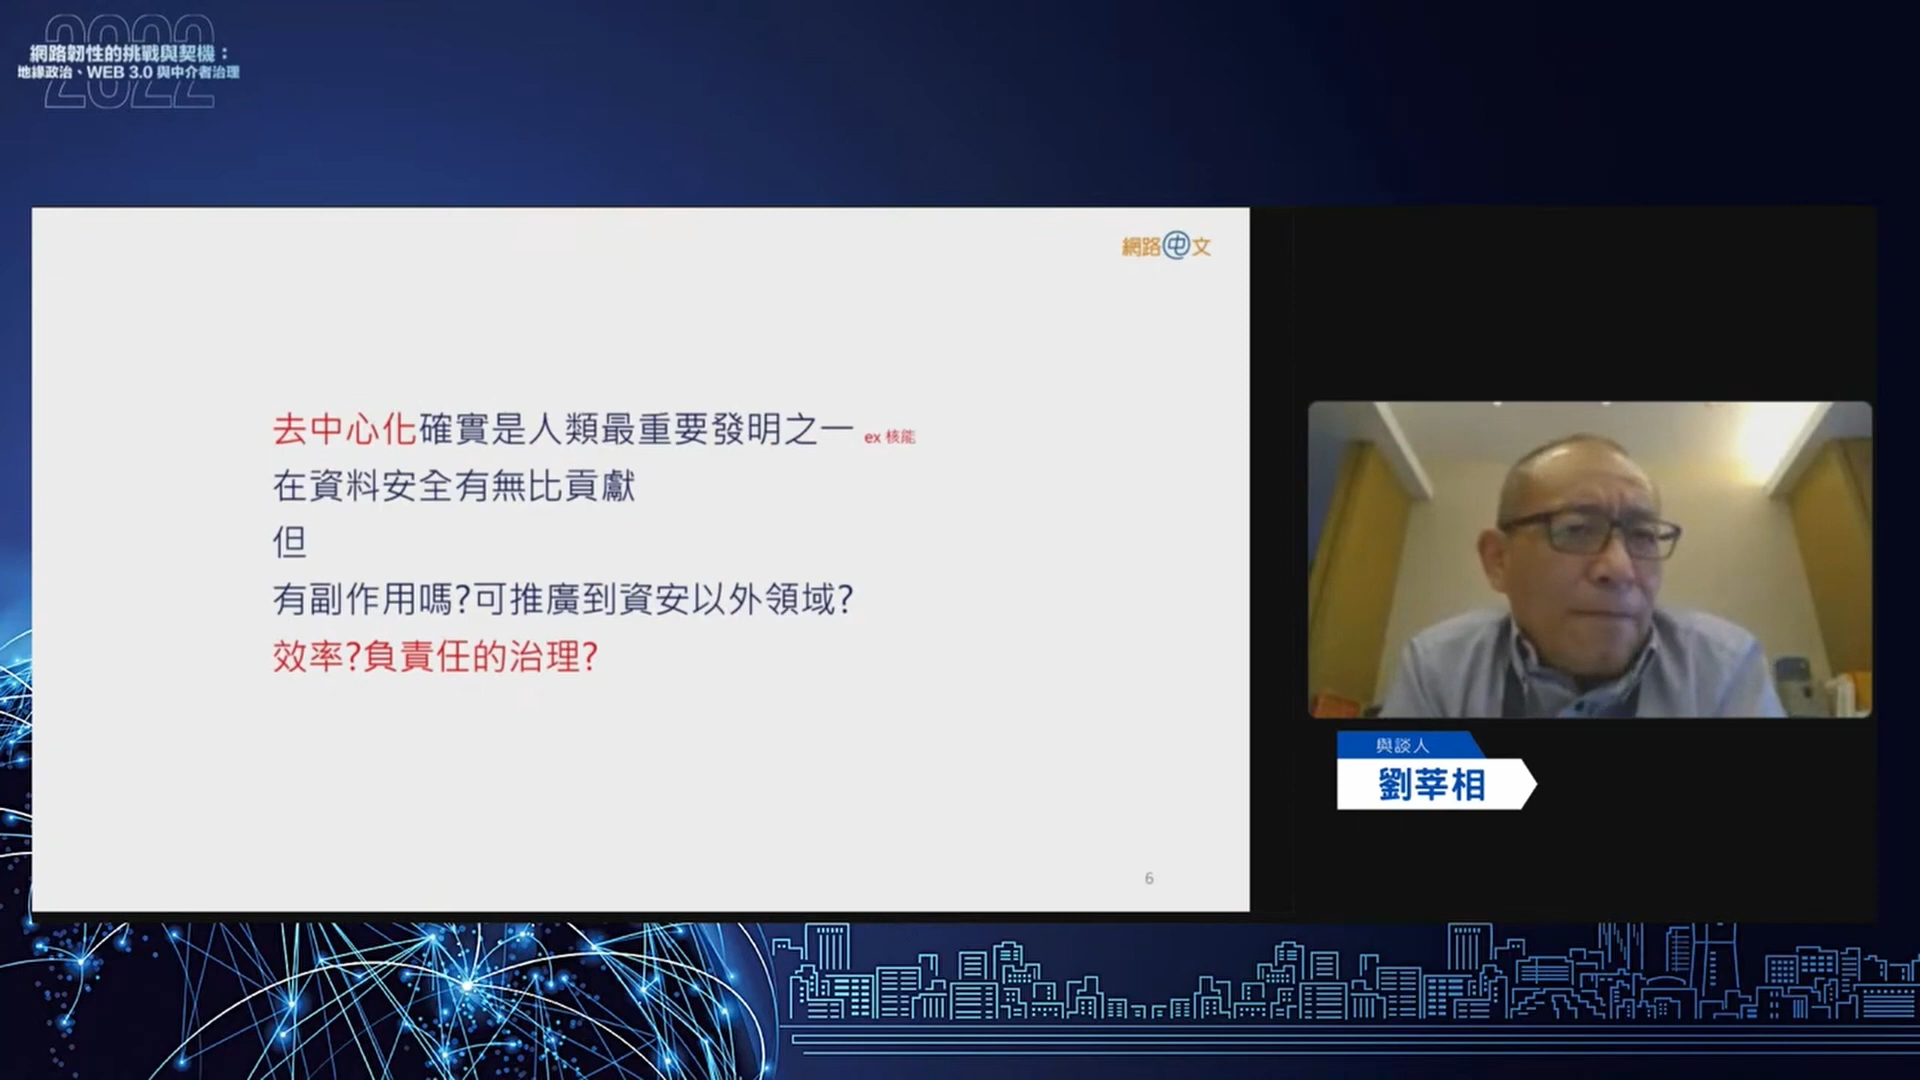 2022
網路韌性的挑戰與契機：
地緣政治、WEB 3.0 與中介者治理
網路中文
去中心化確實是人類最重要發明之一 ex 核能
在資料安全有無比貢獻
但
有副作用嗎?可推廣到資安以外領域?
效率?負責任的治理?
6
與談人
劉莘相